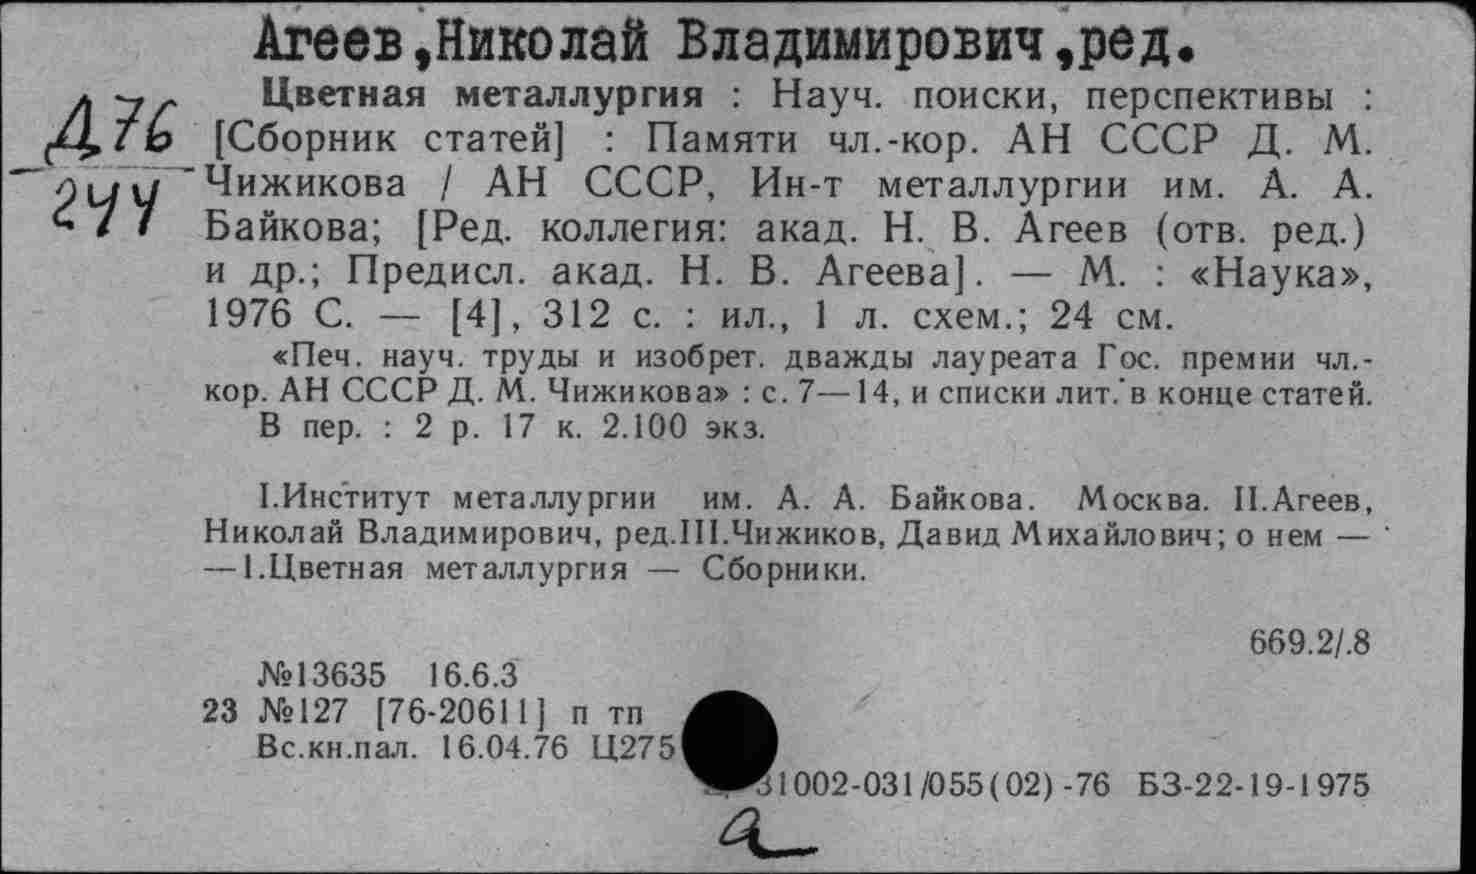 Агеев,Николай Владимирович,ред.
Цветная металлургия : Науч. поиски, перспективы :
Д76 [Сборник статей] : Памяти чл.-кор. АН СССР Д. М.
244 Чижикова / АН СССР, Ин-т металлургии им. А. А.
Байкова; [Ред. коллегия: акад. Н. В. Агеев (отв. ред.)
и др.; Предисл. акад. Н. В. Агеева]. — М. : «Наука»,
1976 С. — [4], 312 с. : ил., 1 л. схем.; 24 см.
«Печ. науч. труды и изобрет. дважды лауреата Гос. премии чл.-
кор. АН СССР Д. М. Чижикова» : с. 7—14, и списки лит. в конце статей.
В пер. : 2 р. 17 к. 2.100 экз.
I.Институт металлургии им. А. А. Байкова. Москва. II.Агеев,
Николай Владимирович, ред.III.Чижиков, Давид Михайлович; о нем —
— 1.Цветная металлургия — Сборники.
669.2/.8
№13635 16.6.3
23 №127 [76-20611] п тп
Вс.кн.пал. 16.04.76 Ц275
31002-031/055(02)-76 БЗ-22-19-1975
а